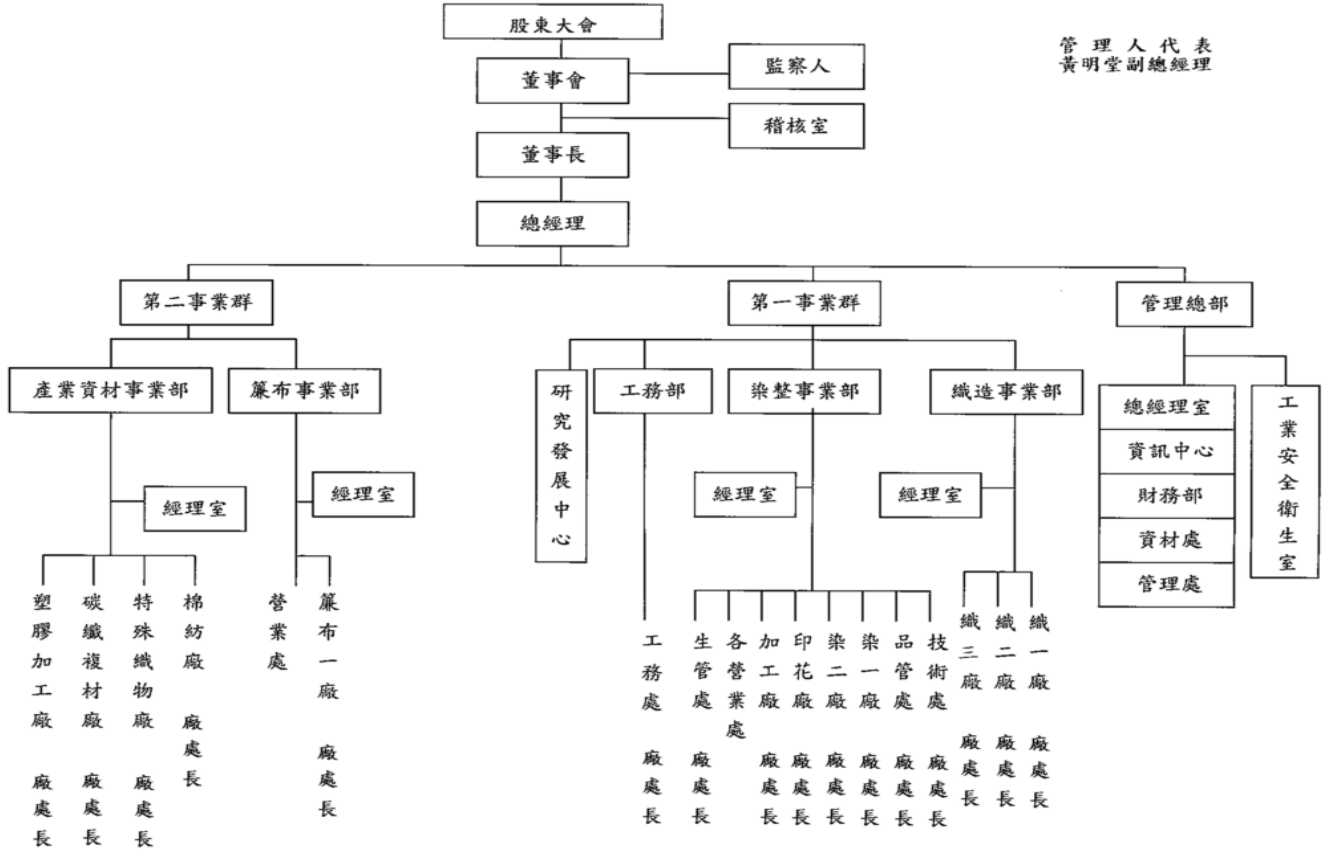 股東大會
管理人代表
黃明堂副總經理
董事會
監察人
稽核室
董事長
總經理
第二事業群
第一事業群
管理總部
產業資材事業部
簾布事業部
研究發展中心
工務部
染整事業部
織造事業部
總經理室
資訊中心
財務部
資材處
管理處
工業安全衛生室
經理室
經理室
經理室
經理室
塑膠加工廠 廠處長
碳纖複材廠 廠處長
特殊織物廠 廠處長
棉紡廠 廠處長
營業處
簾布一廠 廠處長
工務處 廠處長
生管處 廠處長
各營業處
加工廠 廠處長
印花廠 廠處長
染二廠 廠處長
染一廠 廠處長
品管處 廠處長
技術處 廠處長
織三廠 廠處長
織二廠 廠處長
織一廠 廠處長